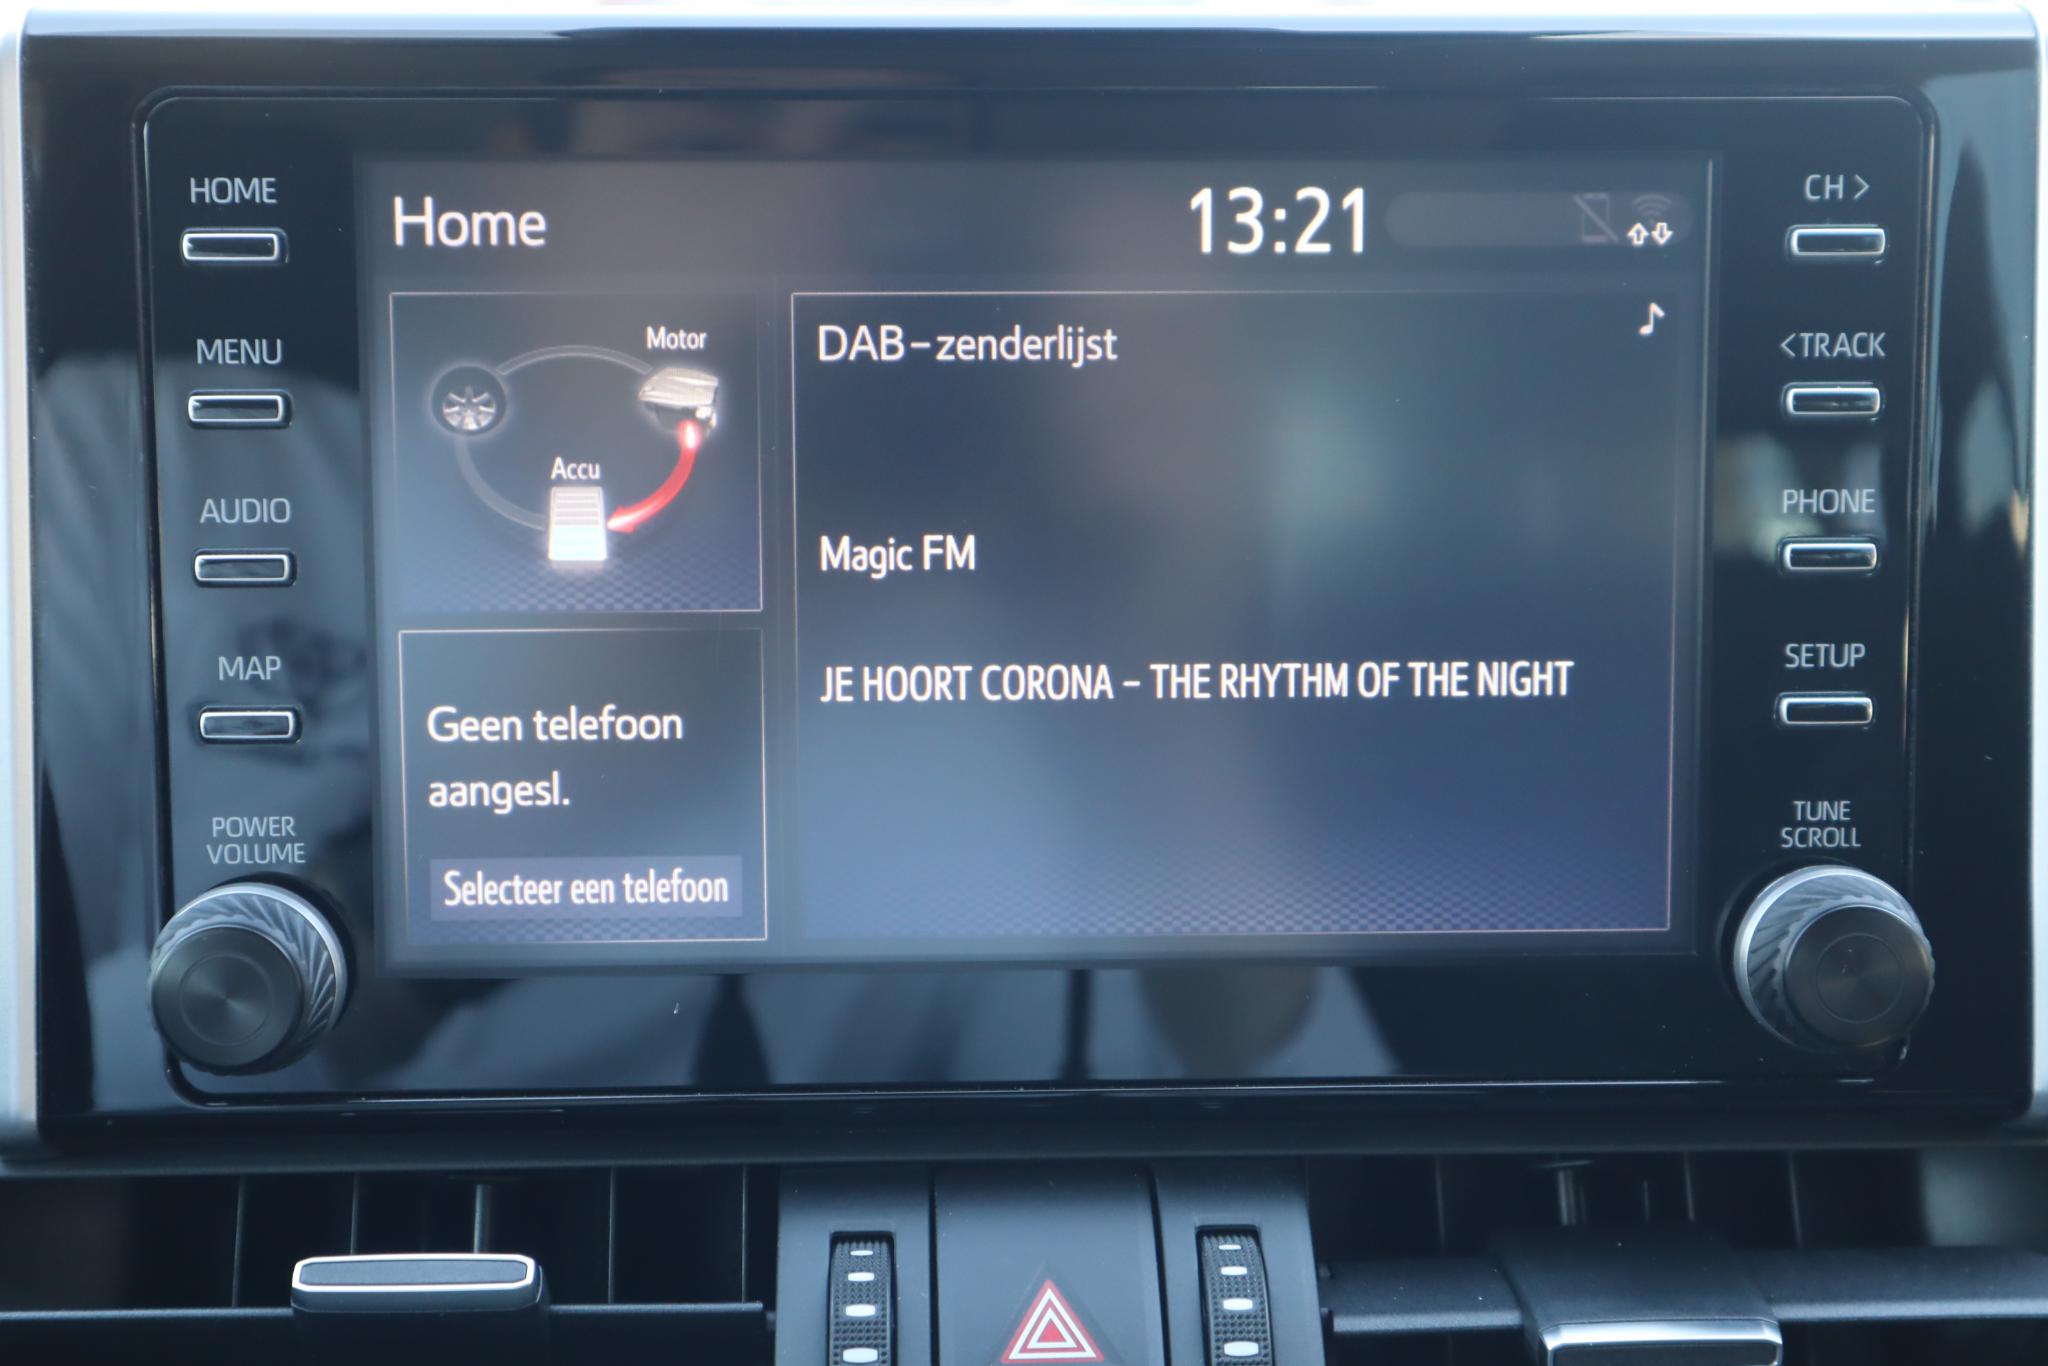 HOME
MENU
AUDIO
MAP
POWER
VOLUME
Home
13:21
Motor
Accu
Geen telefoon
aangesl.
Selecteer een telefoon
DAB-zenderlijst
Magic FM
JE HOORT CORONA - THE RHYTHM OF THE NIGHT
CH >
<TRACK
PHONE
SETUP
TUNE
SCROLL